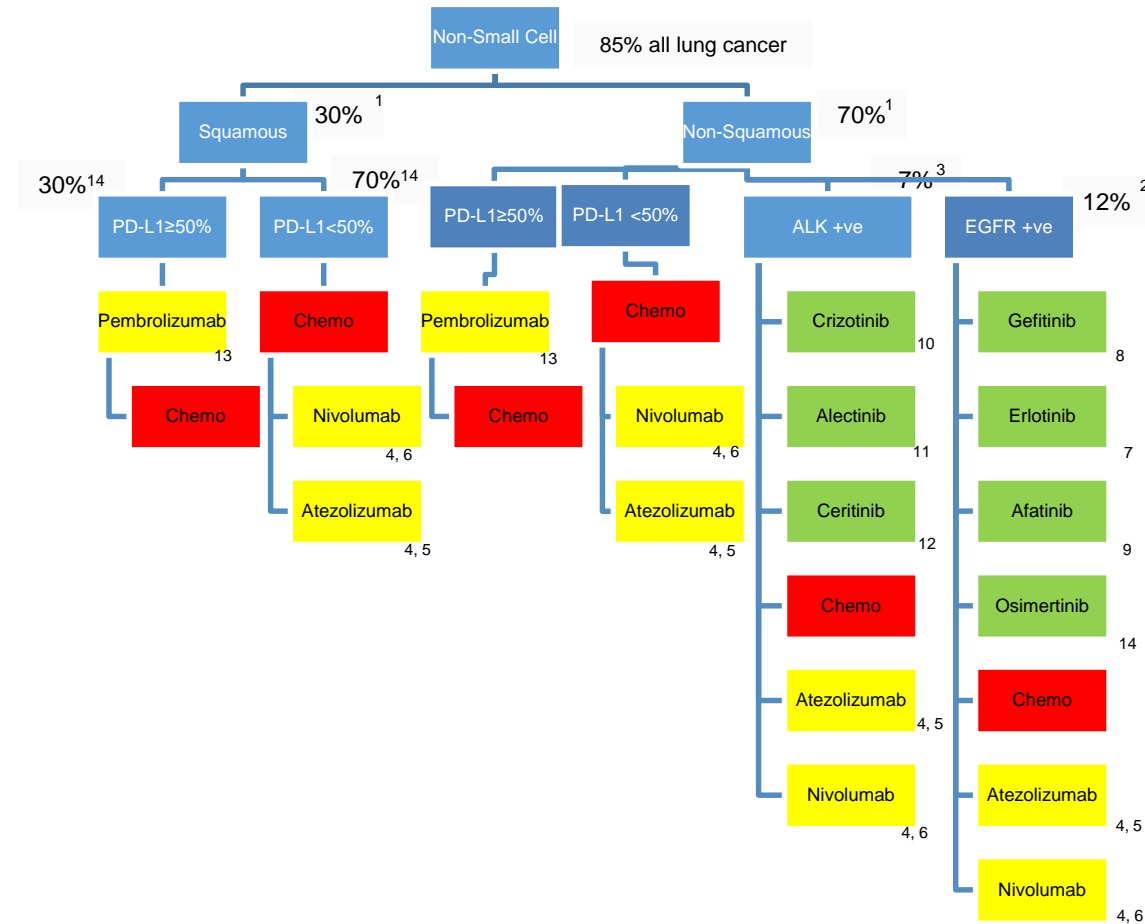 Non-Small Cell
85% all lung cancer
Squamous
30% 1
Non-Squamous
70%1
30%14
70%14
7% 3
12% 2
PD-L1≥50%
PD-L1<50%
PD-L1≥50%
PD-L1 <50%
ALK +ve
EGFR +ve
Pembrolizumab
13
Chemo
Chemo
Nivolumab
4, 6
Atezolizumab
4, 5
Pembrolizumab
13
Chemo
Chemo
Nivolumab
4, 6
Atezolizumab
4, 5
Crizotinib
10
Alectinib
11
Ceritinib
12
Chemo
Atezolizumab
4, 5
Nivolumab
4, 6
Gefitinib
8
Erlotinib
7
Afatinib
9
Osimertinib
14
Chemo
Atezolizumab
4, 5
Nivolumab
4, 6